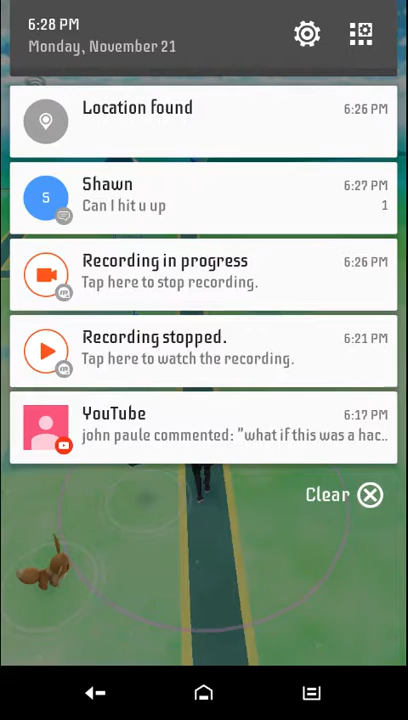 6:28 PM
Monday, November 21
Location found
6:26 PM
Shawn
6:27 PM
S
Can I hit u up
1
Recording in progress
6:26 PM
Tap here to stop recording.
Recording stopped.
6:21 PM
Tap here to watch the recording.
YouTube
6:17 PM
john paule commented: "what if this was a hac..
Clear